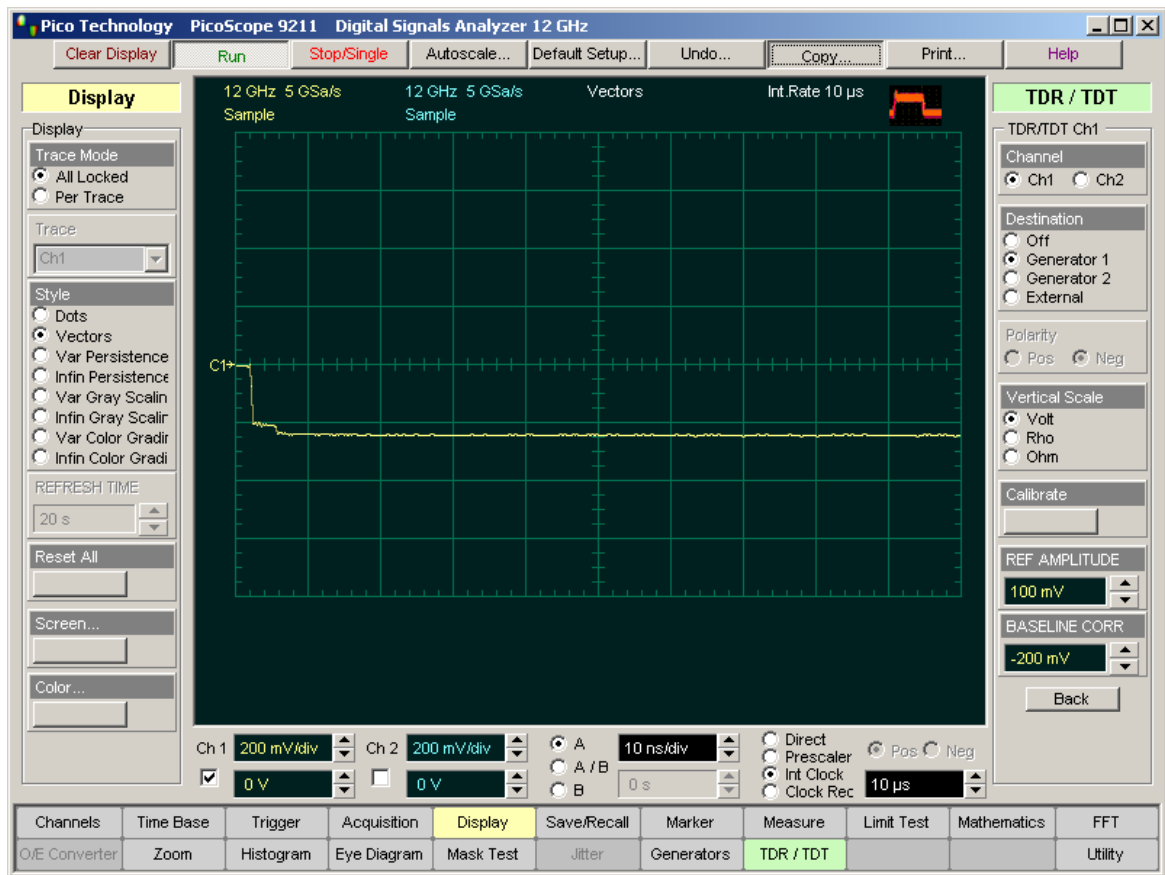 Pico Technology PicoScope 9211 Digital Signals Analyzer 12 GHz
Clear Display Run Stop/Single Autoscale... Default Setup... Undo... Copy... Print... Help
Display
Display
Trace Mode
All Locked
Per Trace
Trace
Ch1
Style
Dots
Vectors
Var Persistence
Infin Persistence
Var Gray Scalin
Infin Gray Scalir
Var Color Gradir
Infin Color Gradi
REFRESH TIME
20 s
Reset All
Screen...
Color...
12 GHz 5 GSa/s 12 GHz 5 GSa/s Vectors Int.Rate 10 µs
Sample Sample
C1
TDR / TDT
TDR/TDT Ch1
Channel
Ch1 Ch2
Destination
Off
Generator 1
Generator 2
External
Polarity
Pos Neg
Vertical Scale
Volt
Rho
Ohm
Calibrate
REF AMPLITUDE
100 mV
BASELINE CORR
-200 mV
Back
Ch 1 200 mV/div Ch 2 200 mV/div A 10 ns/div Direct
A / B Prescaler Pos Neg
0 V 0 V B 0 s Int Clock
Clock Rec 10 µs
Channels Time Base Trigger Acquisition Display Save/Recall Marker Measure Limit Test Mathematics FFT
O/E Converter Zoom Histogram Eye Diagram Mask Test Jitter Generators TDR / TDT Utility